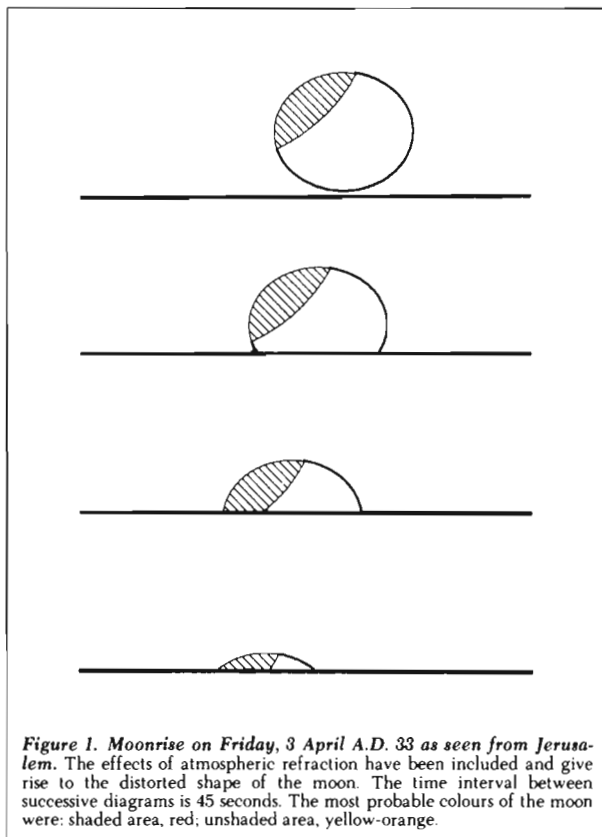 Figure 1. Moonrise on Friday, 3 April A.D. 33 as seen from Jerusa-
lem. The effects of atmospheric refraction have been included and give
rise to the distorted shape of the moon. The time interval between
successive diagrams is 45 seconds. The most probable colours of the moon
were: shaded area, red; unshaded area, yellow-orange.